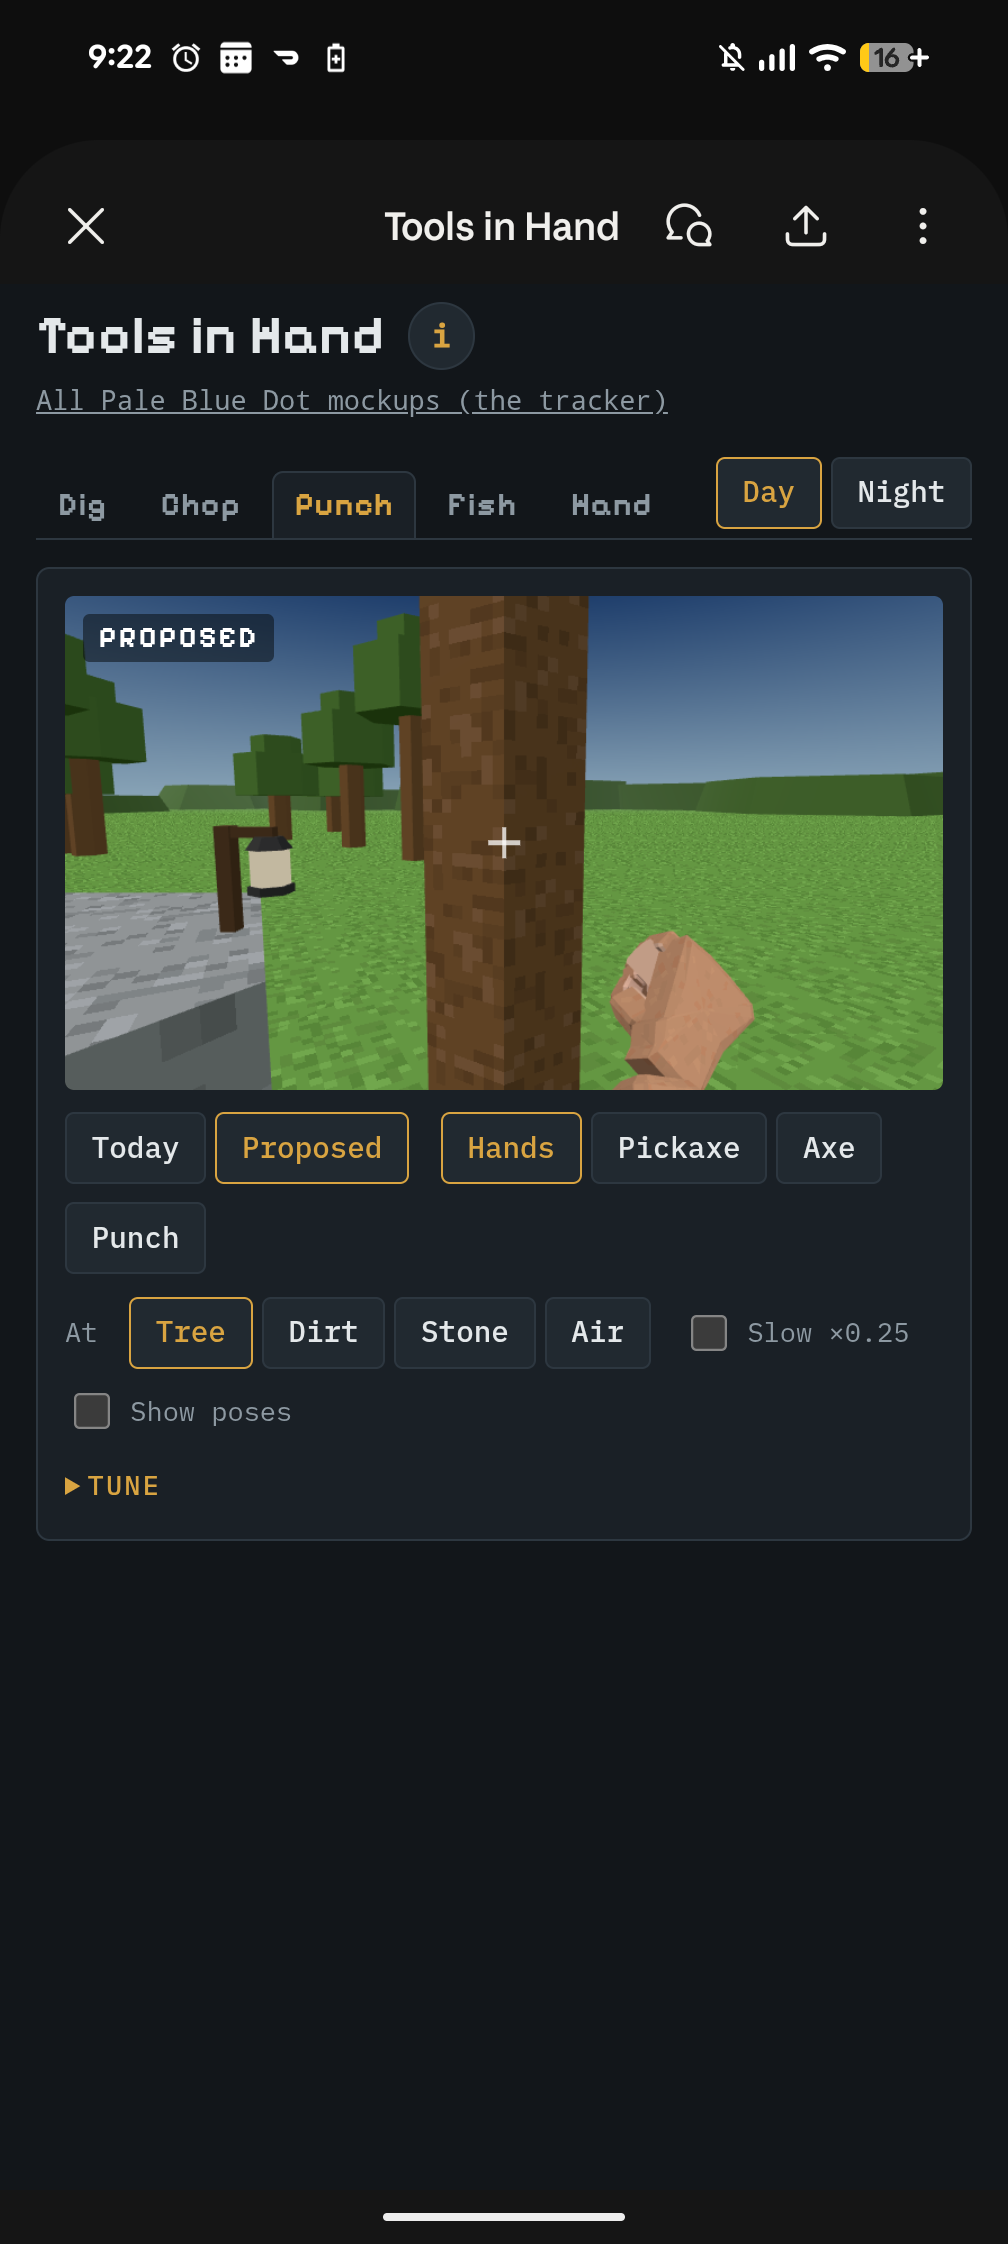 9:22
16
Tools in Hand
Tools in Hand i
All Pale Blue Dot mockups (the tracker)
Dig Chop Punch Fish Hand Day Night
PROPOSED
Today Proposed Hands Pickaxe Axe
Punch
At Tree Dirt Stone Air Slow ×0.25
Show poses
TUNE